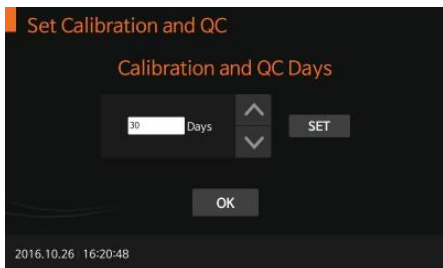 Set Calibration and QC
Calibration and QC Days
30 Days
SET
OK
2016.10.26 16:20:48